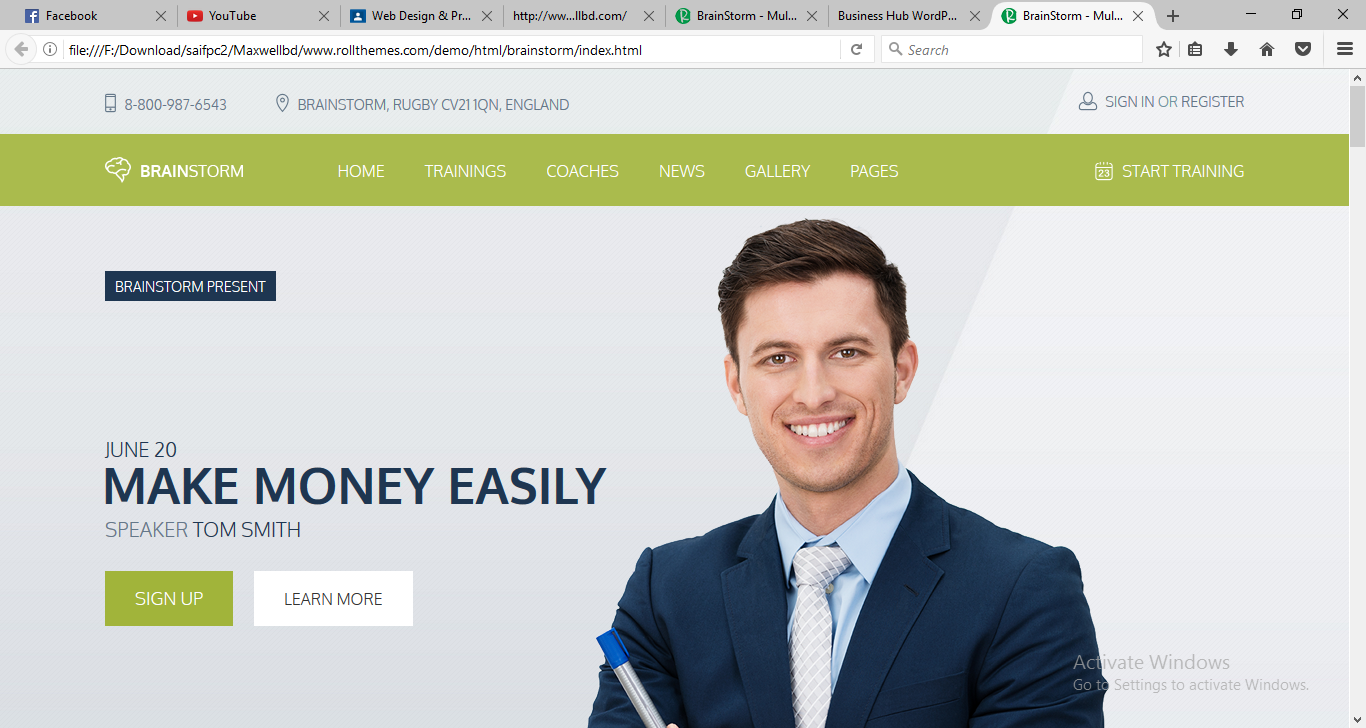 Facebook YouTube Web Design & Pr... http://ww...llbd.com/ BrainStorm - Mul... Business Hub WordP... BrainStorm - Mul...
file:///F:/Download/saifpc2/Maxwellbd/www.rollthemes.com/demo/html/brainstorm/index.html Search
8-800-987-6543 BRAINSTORM, RUGBY CV21 1QN, ENGLAND SIGN IN OR REGISTER
BRAINSTORM HOME TRAININGS COACHES NEWS GALLERY PAGES 23 START TRAINING
BRAINSTORM PRESENT
JUNE 20
MAKE MONEY EASILY
SPEAKER TOM SMITH
SIGN UP LEARN MORE
Activate Windows
Go to Settings to activate Windows.